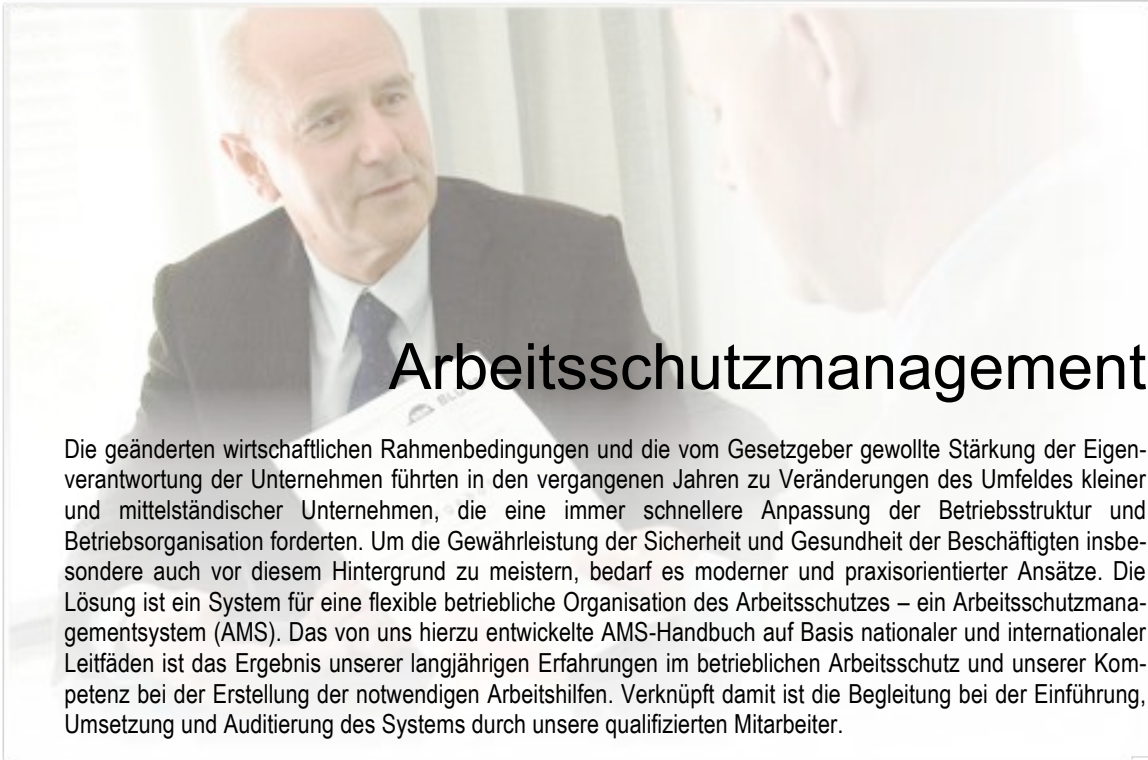 Arbeitsschutzmanagement
Die geänderten wirtschaftlichen Rahmenbedingungen und die vom Gesetzgeber gewollte Stärkung der Eigen-
verantwortung der Unternehmen führten in den vergangenen Jahren zu Veränderungen des Umfeldes kleiner
und mittelständischer Unternehmen, die eine immer schnellere Anpassung der Betriebsstruktur und
Betriebsorganisation forderten. Um die Gewährleistung der Sicherheit und Gesundheit der Beschäftigten insbe-
sondere auch vor diesem Hintergrund zu meistern, bedarf es moderner und praxisorientierter Ansätze. Die
Lösung ist ein System für eine flexible betriebliche Organisation des Arbeitsschutzes – ein Arbeitsschutzmana-
gementsystem (AMS). Das von uns hierzu entwickelte AMS-Handbuch auf Basis nationaler und internationaler
Leitfäden ist das Ergebnis unserer langjährigen Erfahrungen im betrieblichen Arbeitsschutz und unserer Kom-
petenz bei der Erstellung der notwendigen Arbeitshilfen. Verknüpft damit ist die Begleitung bei der Einführung,
Umsetzung und Auditierung des Systems durch unsere qualifizierten Mitarbeiter.